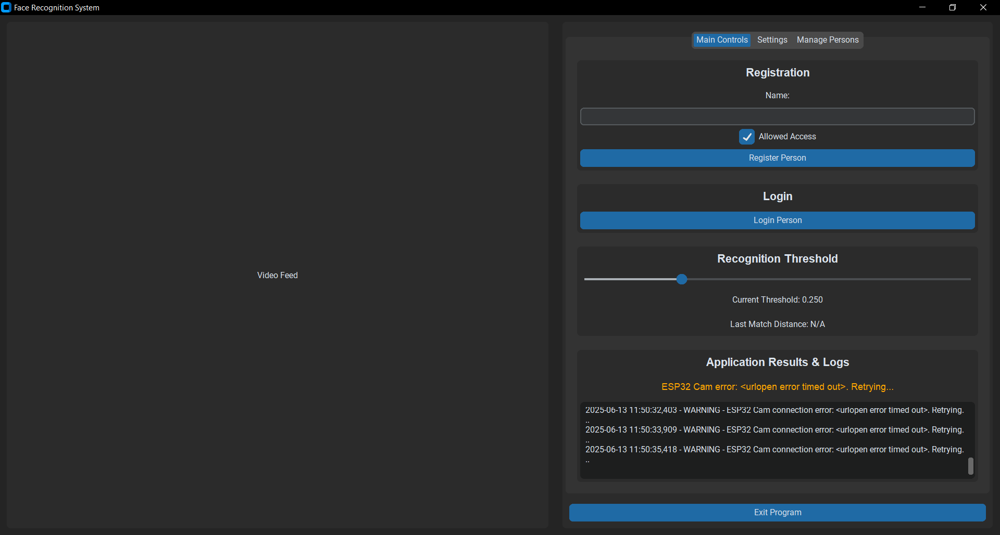 Face Recognition System
Video Feed
Main Controls Settings Manage Persons
Registration
Name:
Allowed Access
Register Person
Login
Login Person
Recognition Threshold
Current Threshold: 0.250
Last Match Distance: N/A
Application Results & Logs
ESP32 Cam error: <urlopen error timed out>. Retrying...
2025-06-13 11:50:32,403 - WARNING - ESP32 Cam connection error: <urlopen error timed out>. Retrying.
..
2025-06-13 11:50:33,909 - WARNING - ESP32 Cam connection error: <urlopen error timed out>. Retrying.
..
2025-06-13 11:50:35,418 - WARNING - ESP32 Cam connection error: <urlopen error timed out>. Retrying.
..
Exit Program